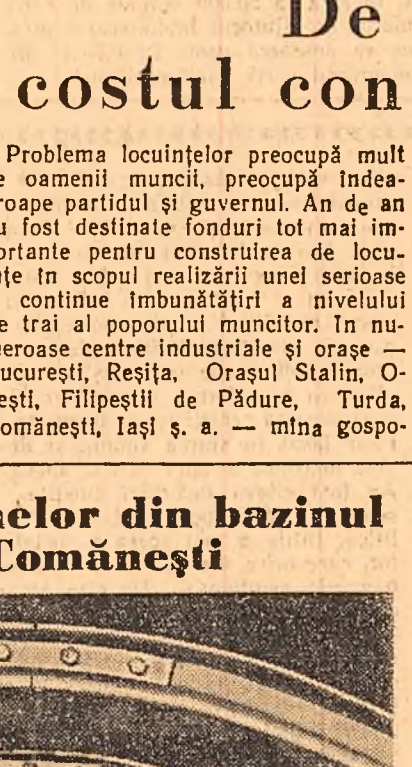 De
costul con
Problema locuințelor preocupă mult
e oamenii muncii, preocupă îndea-
roape partidul și guvernul. An de an
u fost destinate fonduri tot mai im-
ortante pentru construirea de locu-
nțe în scopul realizării unei serioase
continue îmbunătățiri a nivelului
e trai al poporului muncitor. In nu-
eroase centre industriale și orașe —
ucurești, Reșița, Orașul Stalin, O-
ești, Filipeștii de Pădure, Turda,
omănești, Iași ș. a. — mîna gospo-
elor din bazinul
Comănești